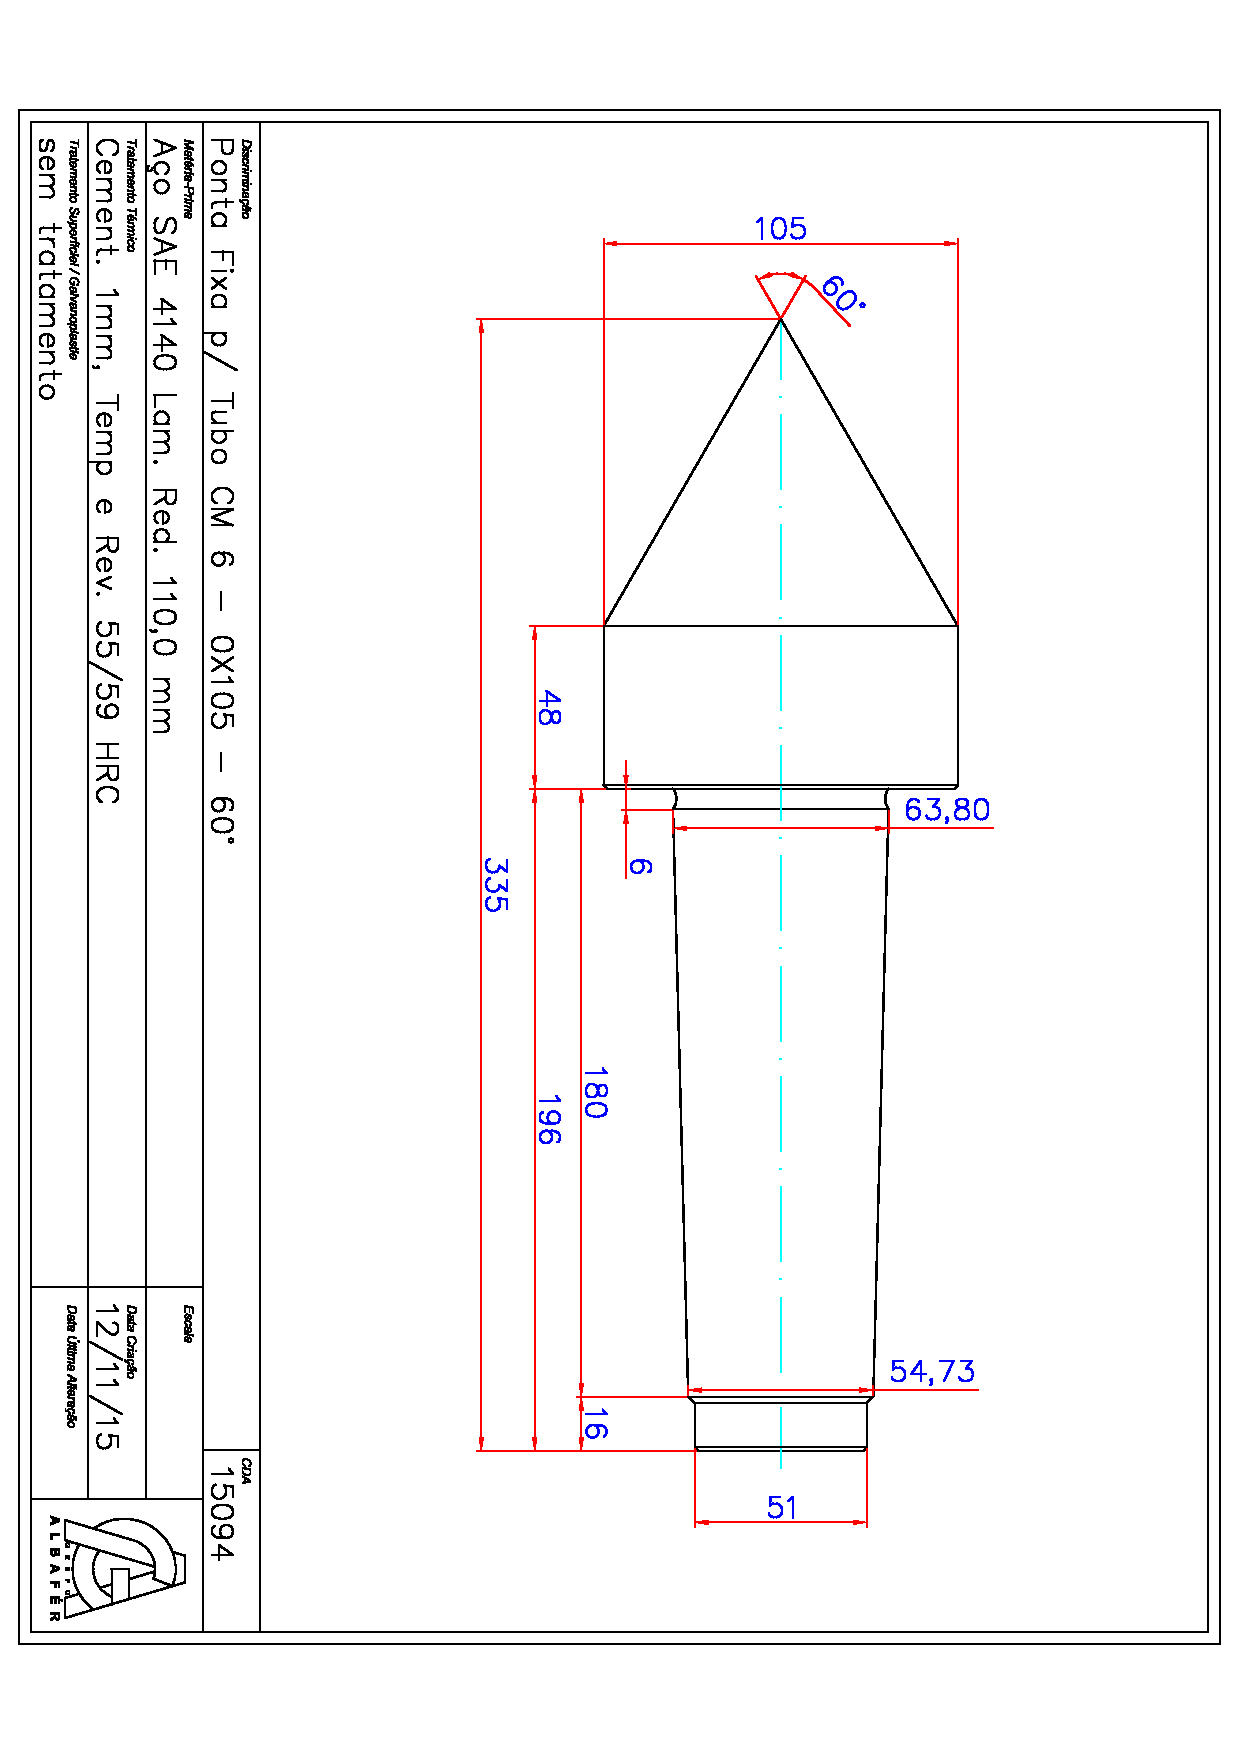 105
60°
48
63,80
6
335
180
196
54,73
16
51
Discriminação
Ponta Fixa p/ Tubo CM 6 - 0X105 - 60°
CDA
15094
Matéria-Prima
Aço SAE 4140 Lam. Red. 110,0 mm
Escala
Tratamento Térmico
Cement. 1mm, Temp e Rev. 55/59 HRC
Data Criação
12/11/15
Tratamento Superficial / Galvanoplastia
sem tratamento
Data Última Alteração
ALBAFÉR